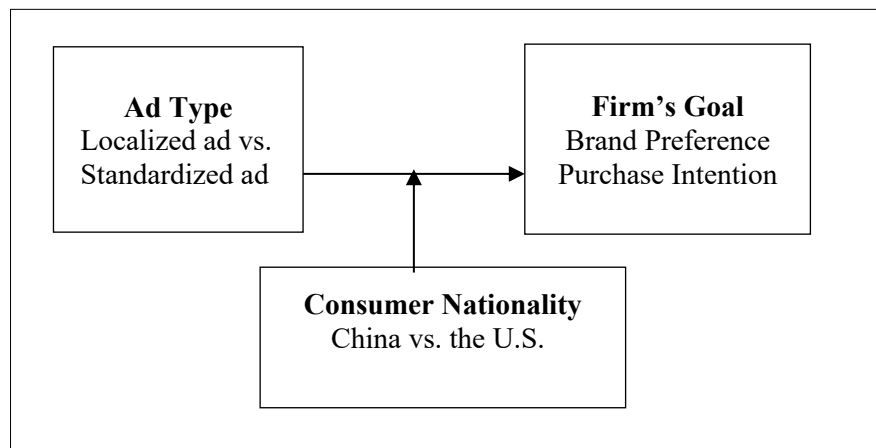 Ad Type
Localized ad vs.
Standardized ad
Firm’s Goal
Brand Preference
Purchase Intention
Consumer Nationality
China vs. the U.S.